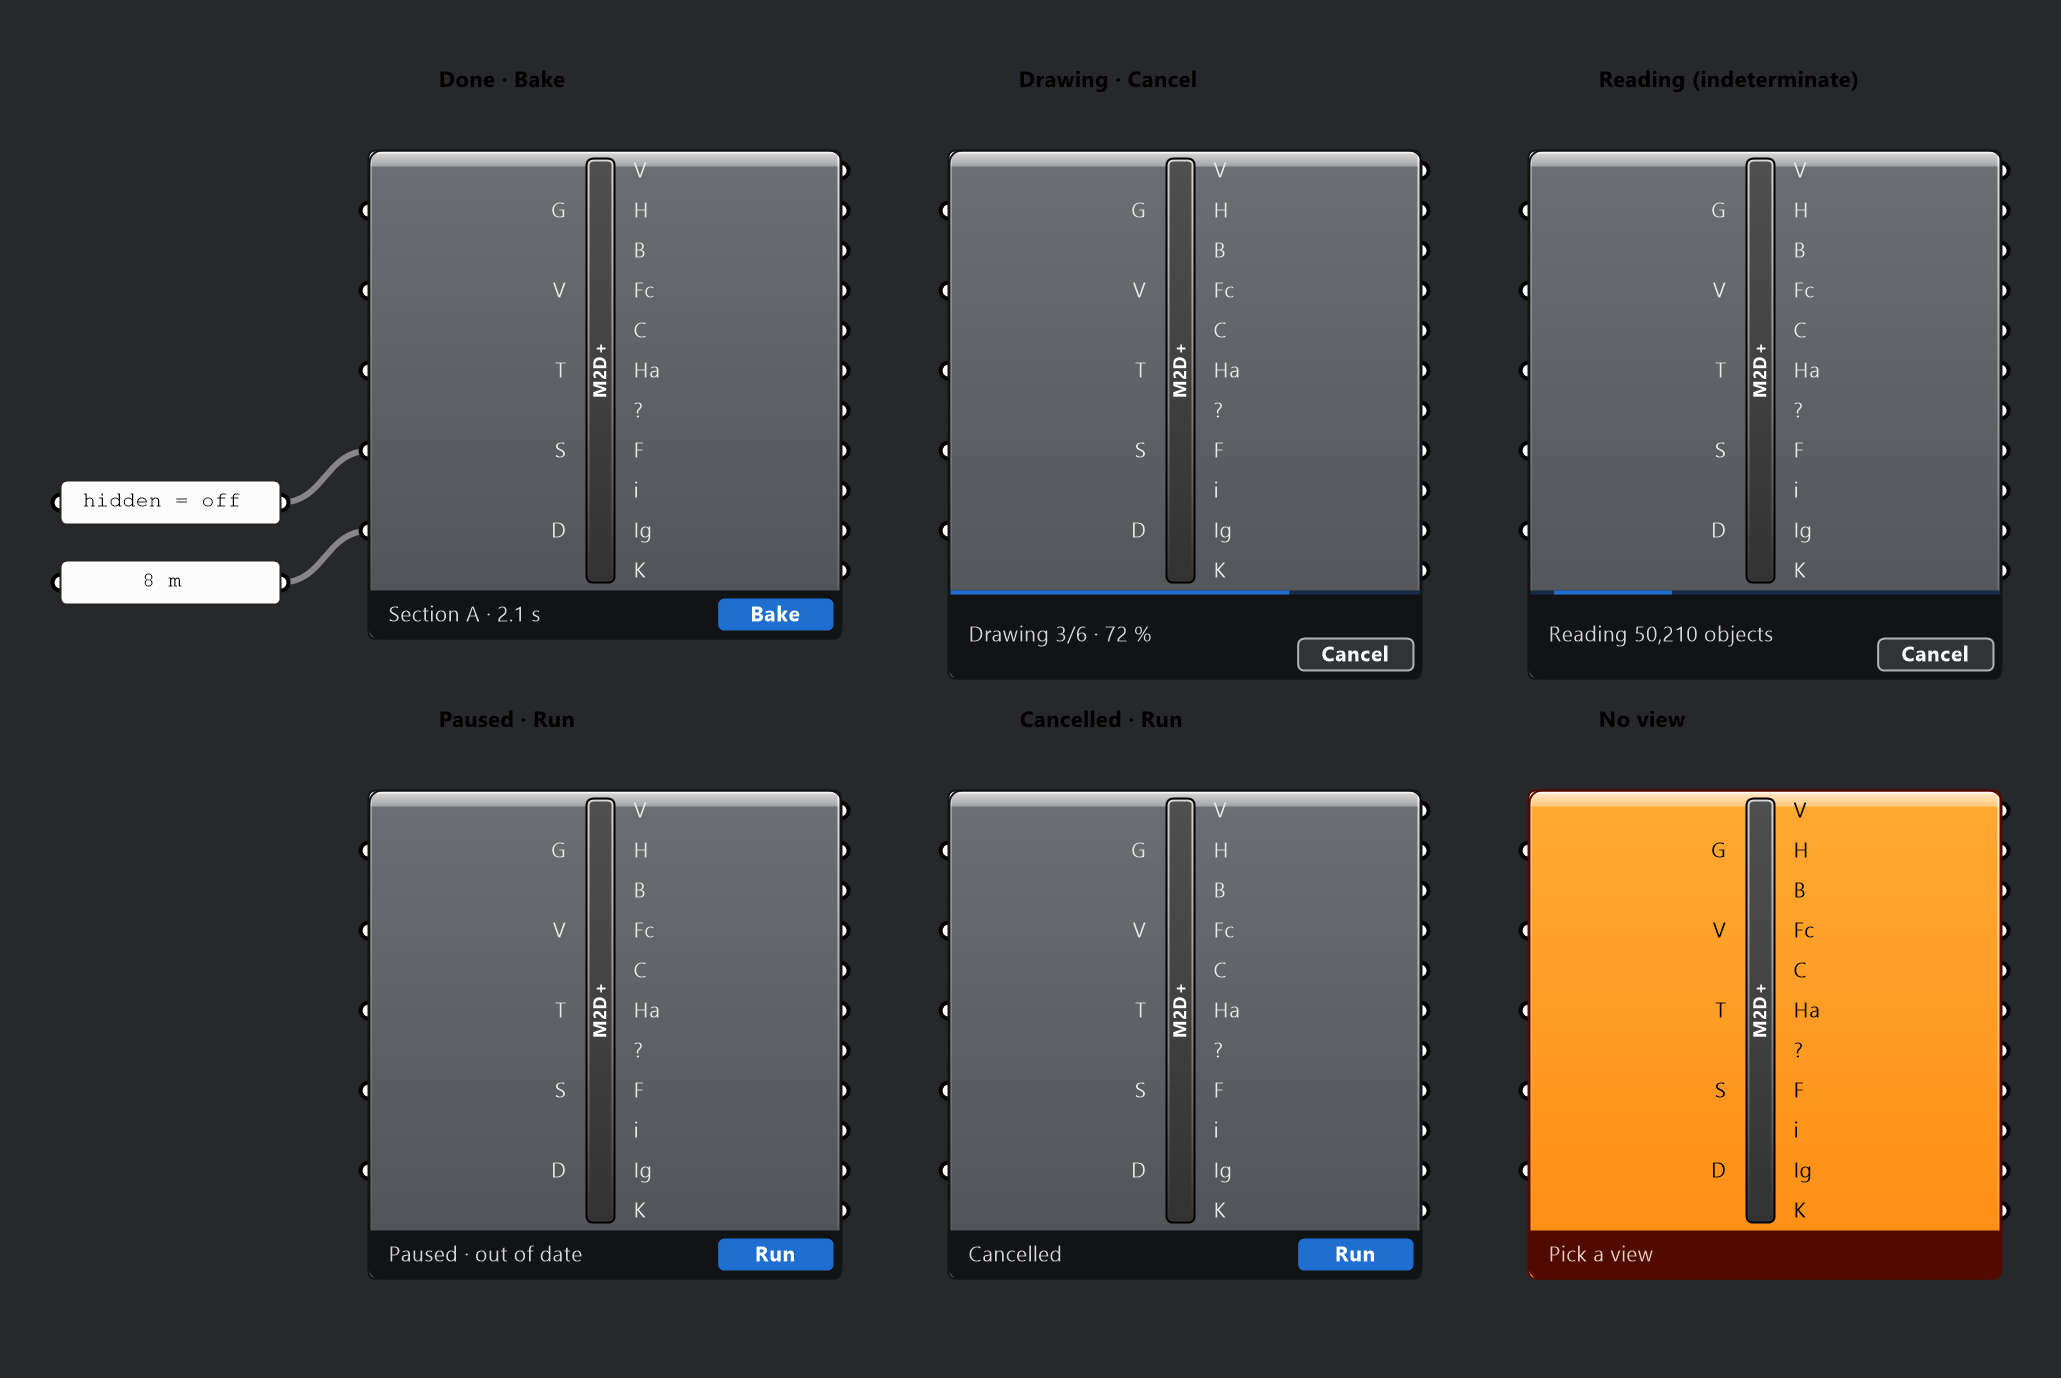 Done · Bake
V
G
H
B
V
Fc
C
T
M2D+
Ha
?
S
F
i
D
Ig
K
hidden = off
8 m
Section A · 2.1 s
Bake
Drawing · Cancel
V
G
H
B
V
Fc
C
T
M2D+
Ha
?
S
F
i
D
Ig
K
Drawing 3/6 · 72 %
Cancel
Reading (indeterminate)
V
G
H
B
V
Fc
C
T
M2D+
Ha
?
S
F
i
D
Ig
K
Reading 50,210 objects
Cancel
Paused · Run
V
G
H
B
V
Fc
C
T
M2D+
Ha
?
S
F
i
D
Ig
K
Paused · out of date
Run
Cancelled · Run
V
G
H
B
V
Fc
C
T
M2D+
Ha
?
S
F
i
D
Ig
K
Cancelled
Run
No view
V
G
H
B
V
Fc
C
T
M2D+
Ha
?
S
F
i
D
Ig
K
Pick a view